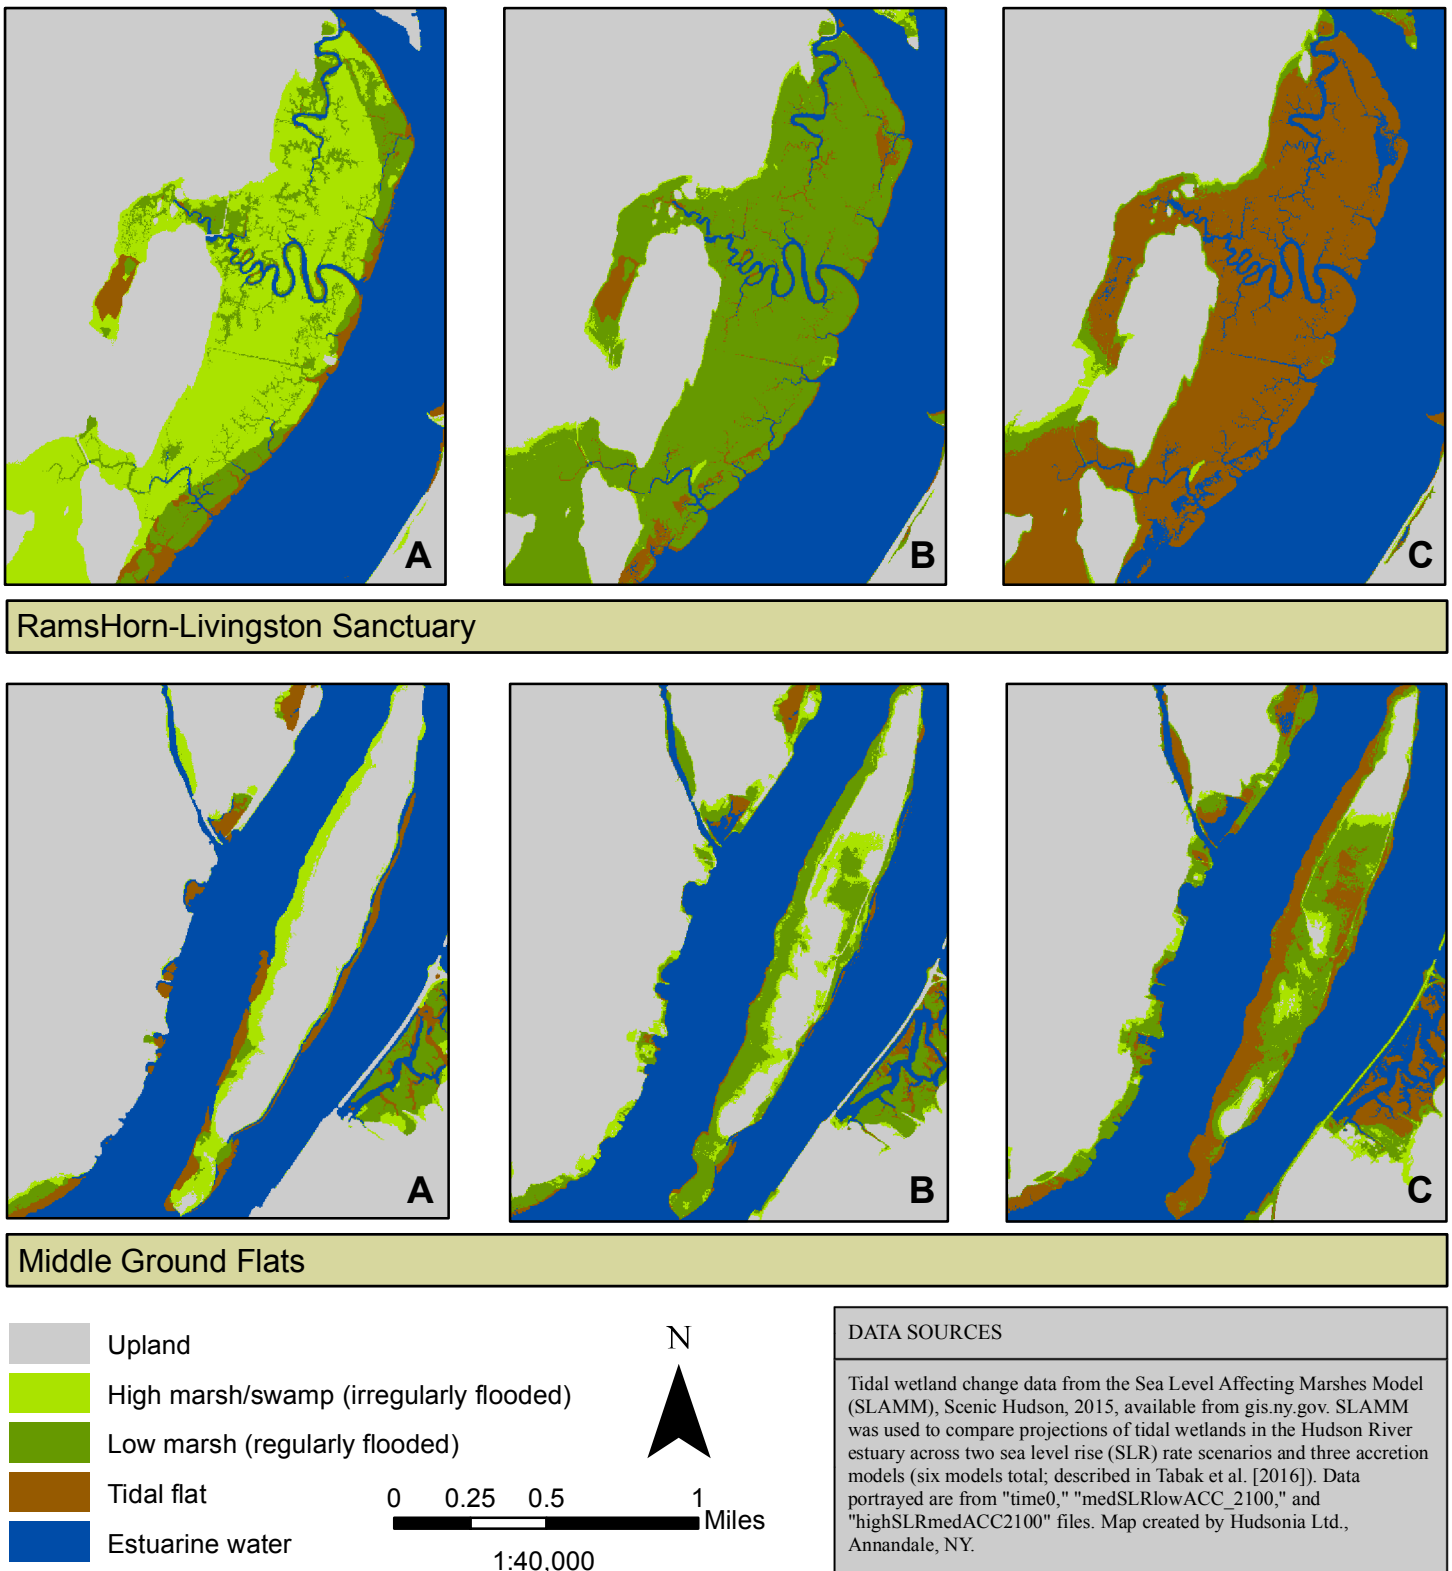 A
B
C
RamsHorn-Livingston Sanctuary
A
B
C
Middle Ground Flats
Upland
High marsh/swamp (irregularly flooded)
Low marsh (regularly flooded)
Tidal flat
Estuarine water
N
0 0.25 0.5 1
Miles
1:40,000
DATA SOURCES
Tidal wetland change data from the Sea Level Affecting Marshes Model
(SLAMM), Scenic Hudson, 2015, available from gis.ny.gov. SLAMM
was used to compare projections of tidal wetlands in the Hudson River
estuary across two sea level rise (SLR) rate scenarios and three accretion
models (six models total; described in Tabak et al. [2016]). Data
portrayed are from "time0," "medSLRlowACC_2100," and
"highSLRmedACC2100" files. Map created by Hudsonia Ltd.,
Annandale, NY.